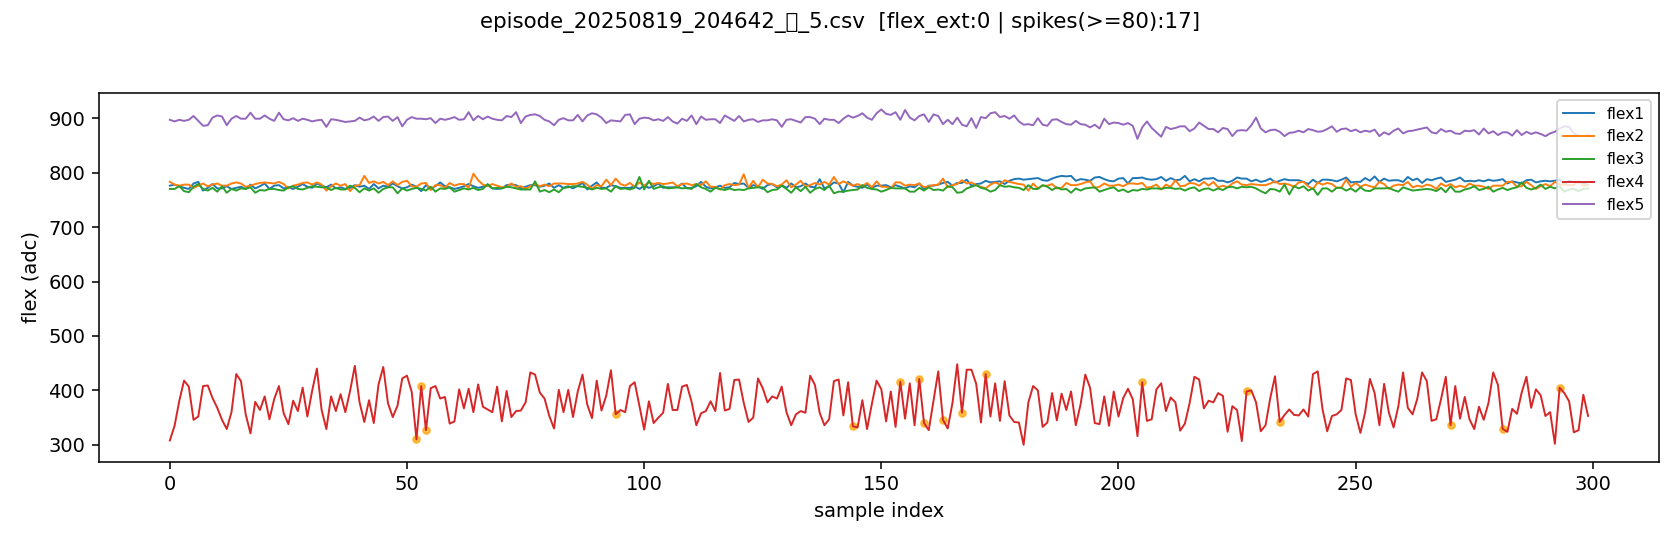 episode_20250819_204642_▯_5.csv [flex_ext:0 | spikes(>=80):17]
flex (adc)
900
800
700
600
500
400
300
flex1
flex2
flex3
flex4
flex5
0 50 100 150 200 250 300
sample index